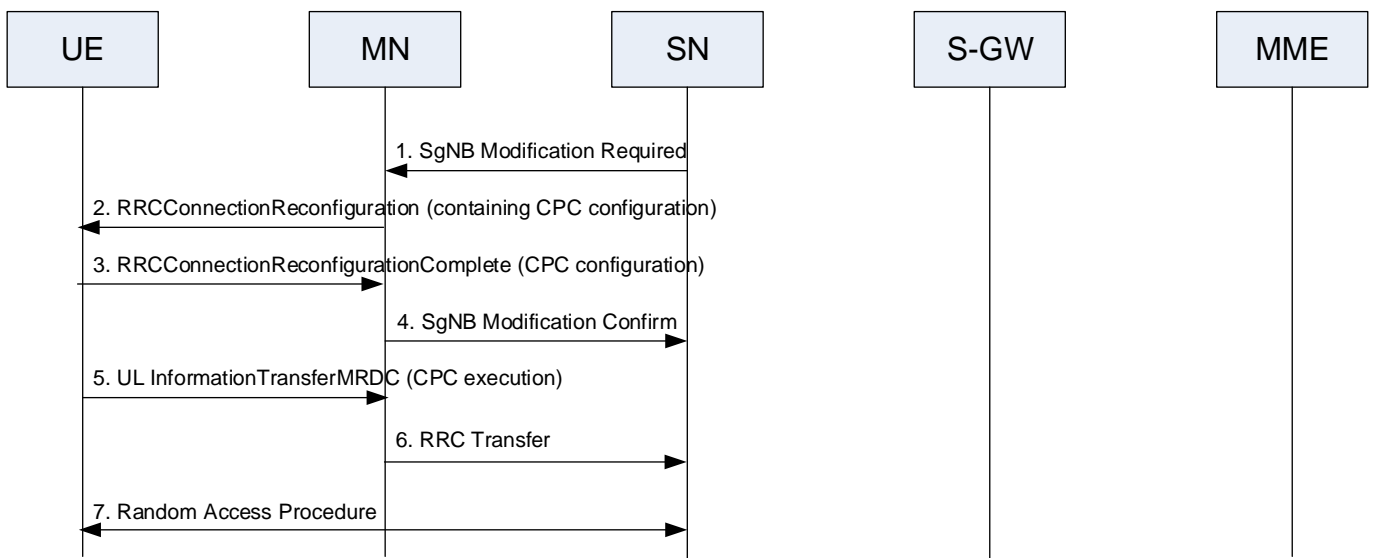 UE
MN
SN
S-GW
MME
1. SgNB Modification Required
2. RRCConnectionReconfiguration (containing CPC configuration)
3. RRCConnectionReconfigurationComplete (CPC configuration)
4. SgNB Modification Confirm
5. UL InformationTransferMRDC (CPC execution)
6. RRC Transfer
7. Random Access Procedure